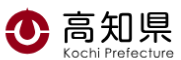 高知県
Kochi Prefecture